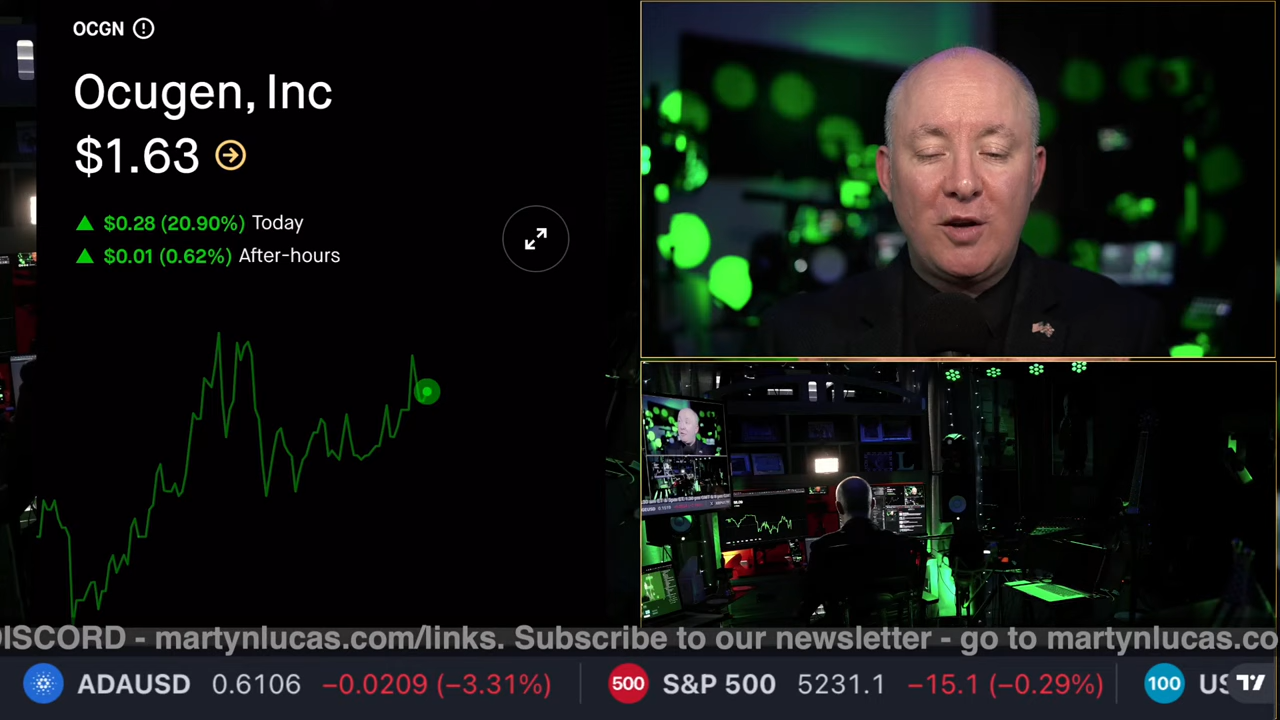 OCGN
Ocugen, Inc
$1.63
$0.28 (20.90%) Today
$0.01 (0.62%) After-hours
L
DISCORD - martynlucas.com/links. Subscribe to our newsletter - go to martynlucas.co
ADAUSD 0.6106 −0.0209 (−3.31%)
500 S&P 500 5231.1 −15.1 (−0.29%)
100 US